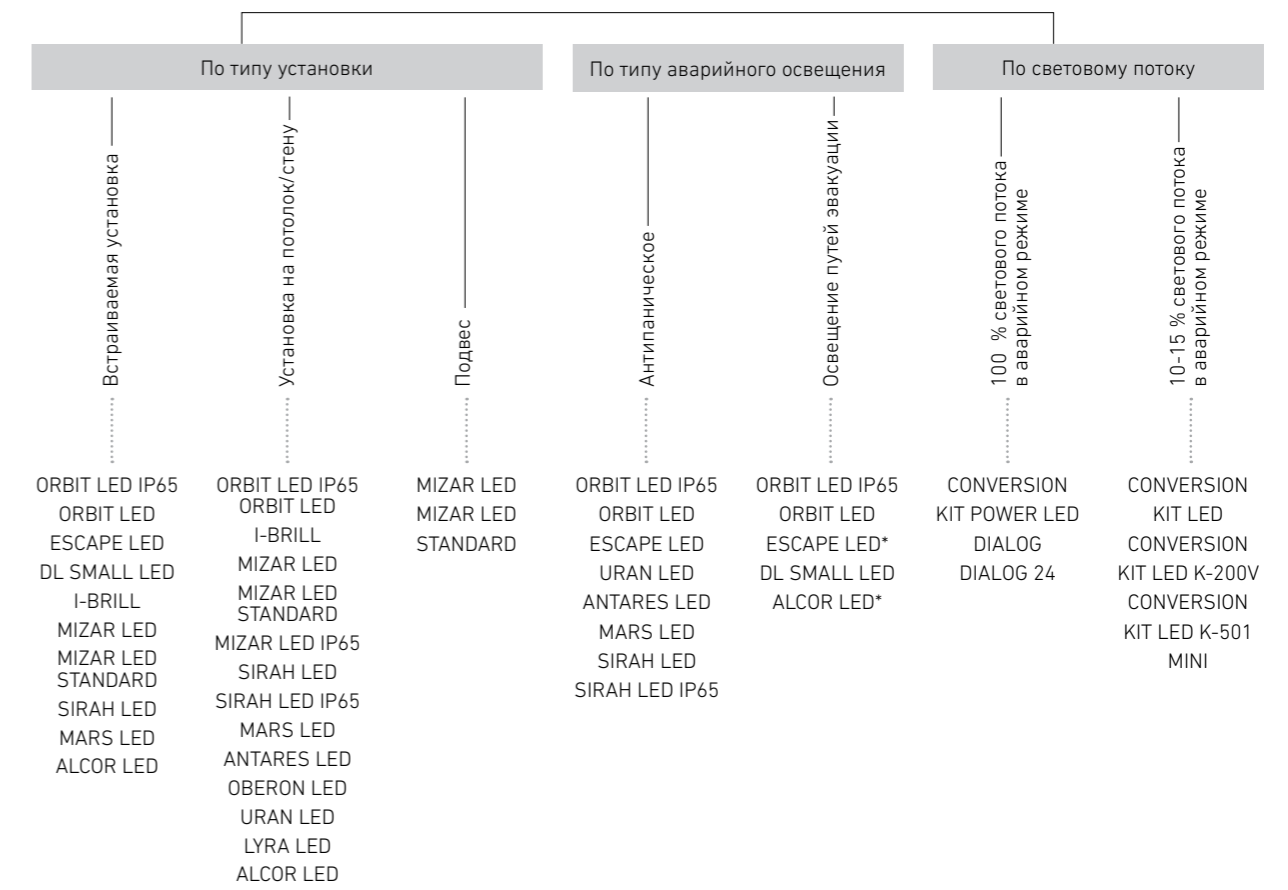 По типу установки
По типу аварийного освещения
По световому потоку
Встраиваемая установка
Установка на потолок/стену
Подвес
Антипаническое
Освещение путей эвакуации
100 % светового потока
в аварийном режиме
10-15 % светового потока
в аварийном режиме
ORBIT LED IP65
ORBIT LED
ESCAPE LED
DL SMALL LED
I-BRILL
MIZAR LED
MIZAR LED
STANDARD
SIRAH LED
MARS LED
ALCOR LED
ORBIT LED IP65
ORBIT LED
I-BRILL
MIZAR LED
MIZAR LED
STANDARD
MIZAR LED IP65
SIRAH LED
SIRAH LED IP65
MARS LED
ANTARES LED
OBERON LED
URAN LED
LYRA LED
ALCOR LED
MIZAR LED
MIZAR LED
STANDARD
ORBIT LED IP65
ORBIT LED
ESCAPE LED
URAN LED
ANTARES LED
MARS LED
SIRAH LED
SIRAH LED IP65
ORBIT LED IP65
ORBIT LED
ESCAPE LED*
DL SMALL LED
ALCOR LED*
CONVERSION
KIT POWER LED
DIALOG
DIALOG 24
CONVERSION
KIT LED
CONVERSION
KIT LED K-200V
CONVERSION
KIT LED K-501
MINI